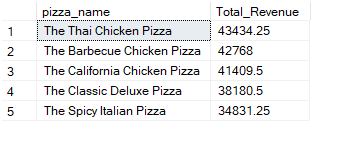 pizza_name Total_Revenue
1 The Thai Chicken Pizza 43434.25
2 The Barbecue Chicken Pizza 42768
3 The California Chicken Pizza 41409.5
4 The Classic Deluxe Pizza 38180.5
5 The Spicy Italian Pizza 34831.25